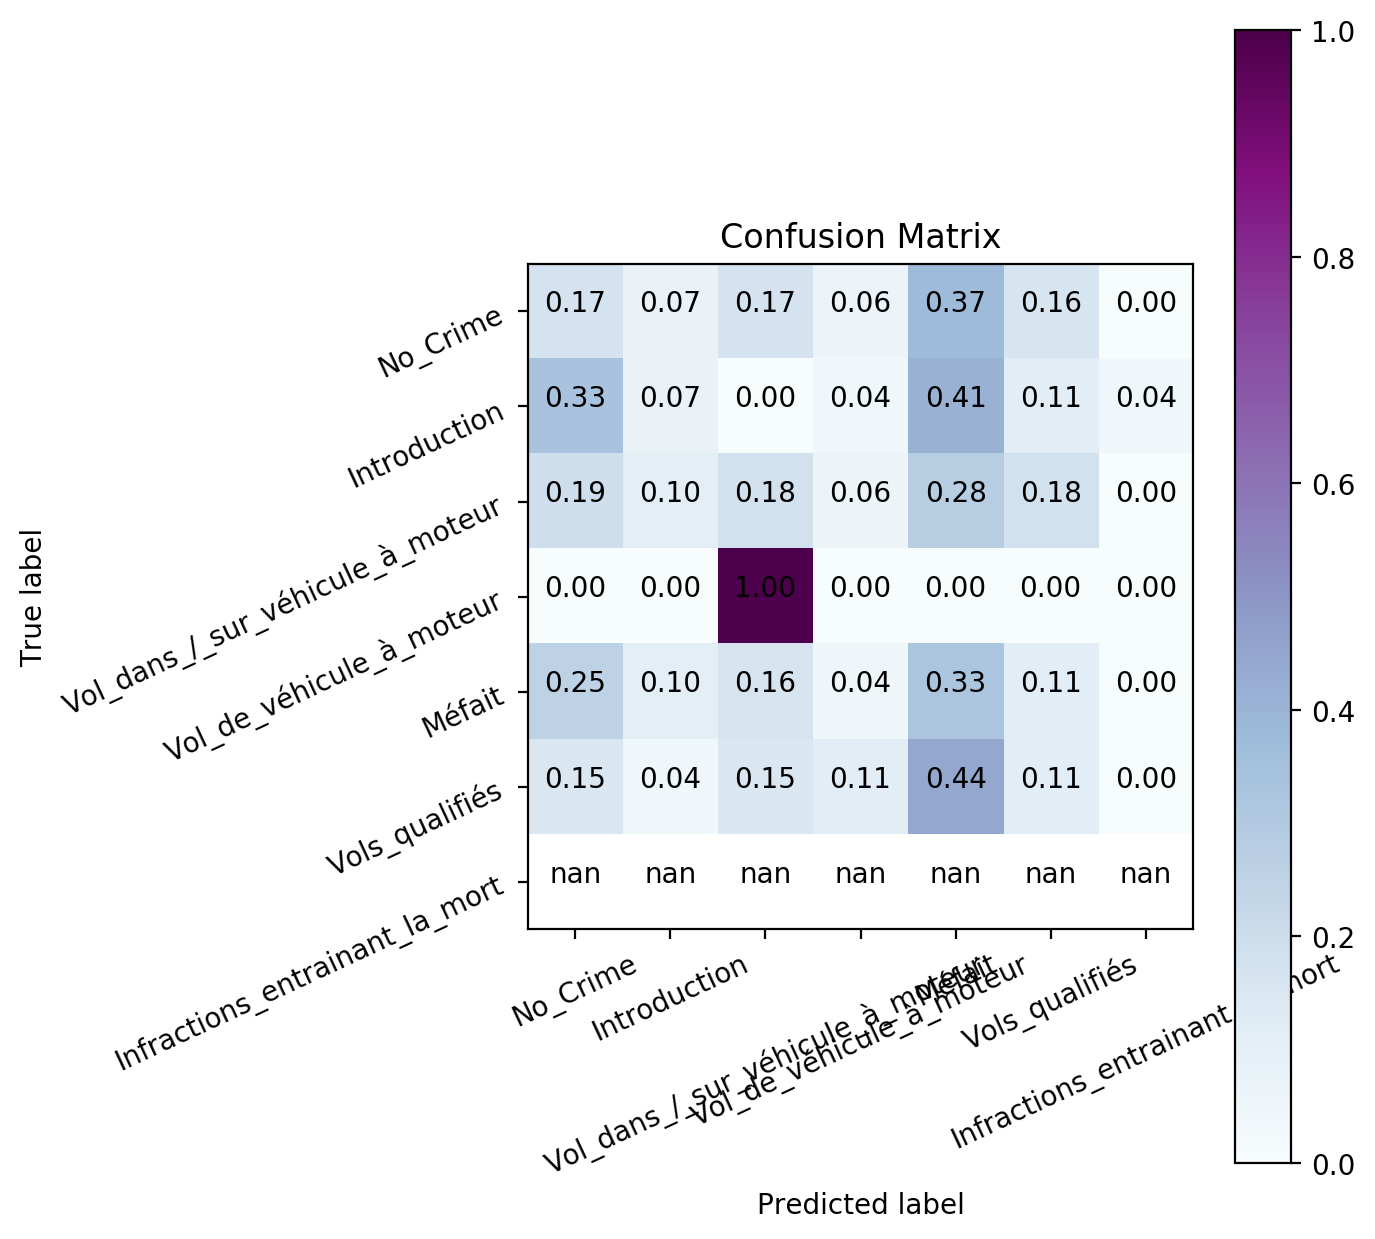 Confusion Matrix
True label
No_Crime 0.17 0.07 0.17 0.06 0.37 0.16 0.00
Introduction 0.33 0.07 0.00 0.04 0.41 0.11 0.04
Vol_dans_/_sur_véhicule_à_moteur 0.19 0.10 0.18 0.06 0.28 0.18 0.00
Vol_de_véhicule_à_moteur 0.00 0.00 1.00 0.00 0.00 0.00 0.00
Méfait 0.25 0.10 0.16 0.04 0.33 0.11 0.00
Vols_qualifiés 0.15 0.04 0.15 0.11 0.44 0.11 0.00
Infractions_entrainant_la_mort nan nan nan nan nan nan nan
No_Crime
Introduction
Vol_dans_/_sur_véhicule_à_moteur
Vol_de_véhicule_à_moteur
Méfait
Vols_qualifiés
Infractions_entrainant mort
Predicted label
1.0
0.8
0.6
0.4
0.2
0.0